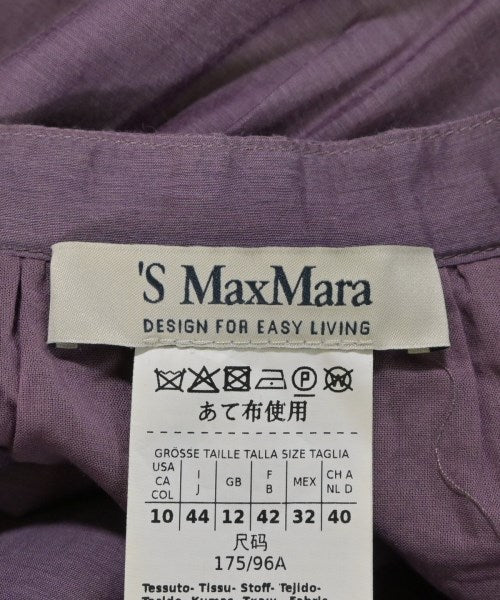 'S MaxMara
DESIGN FOR EASY LIVING
P W
あて布使用
GRÖSSE TAILLE TALLA SIZE TAGLIA
USA CA COL I J GB F B MEX CH A NL D
10 44 12 42 32 40
尺码
175/96A
Tessuto- Tissu- Stoff- Tejido-